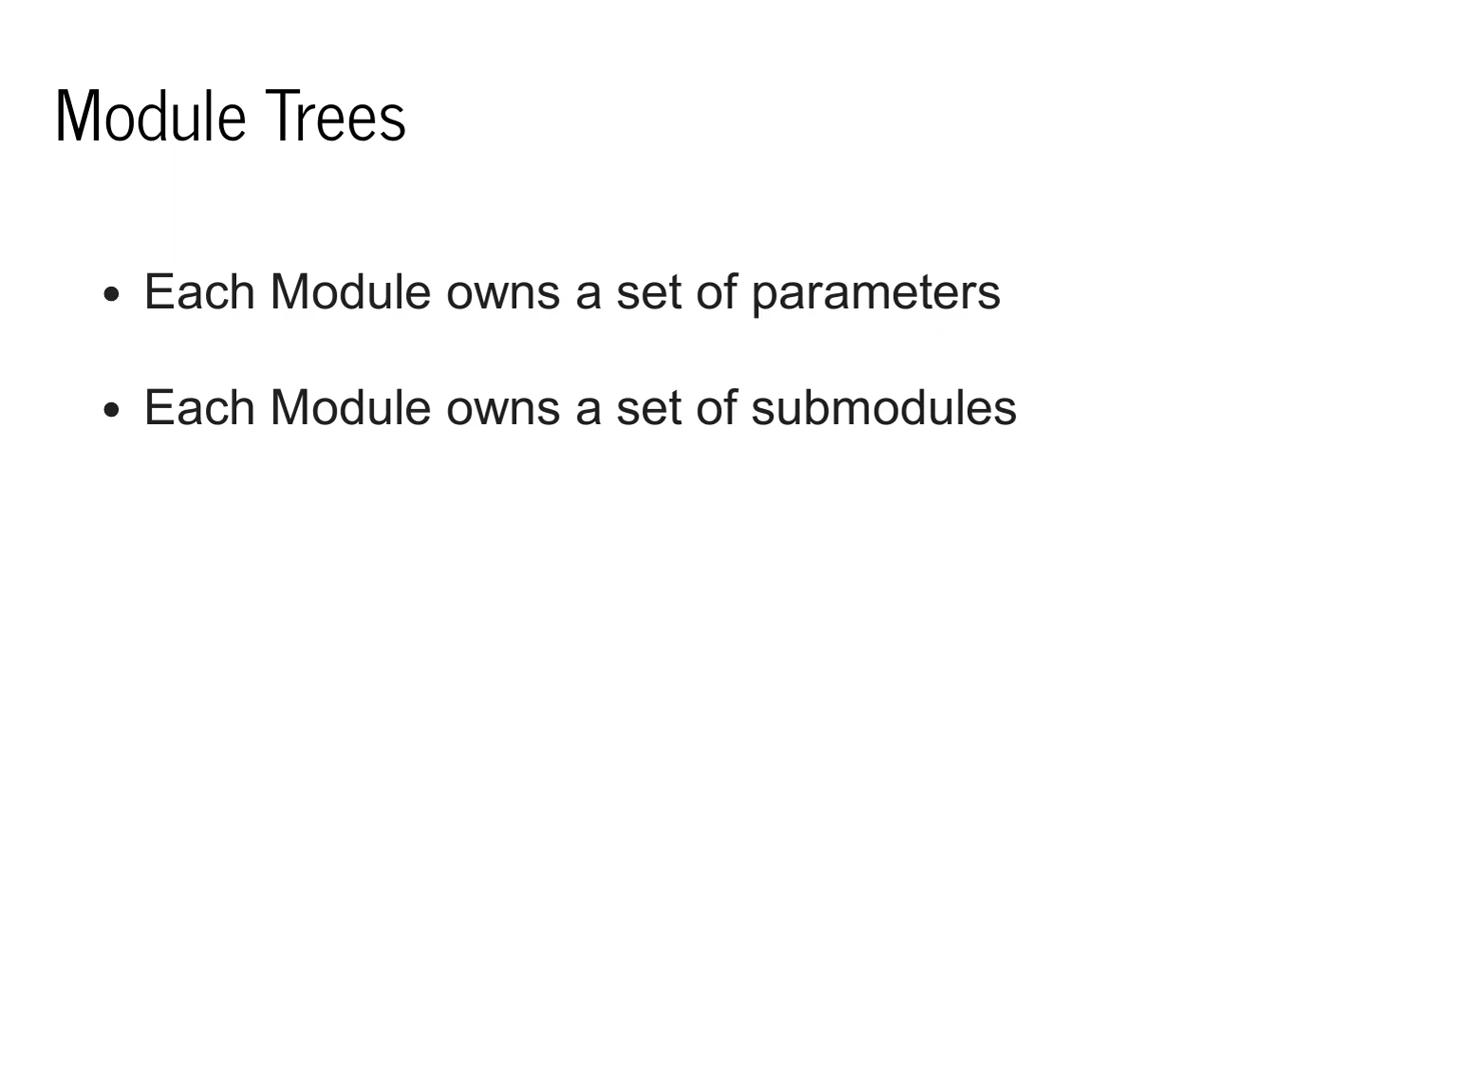 Module Trees
• Each Module owns a set of parameters
• Each Module owns a set of submodules